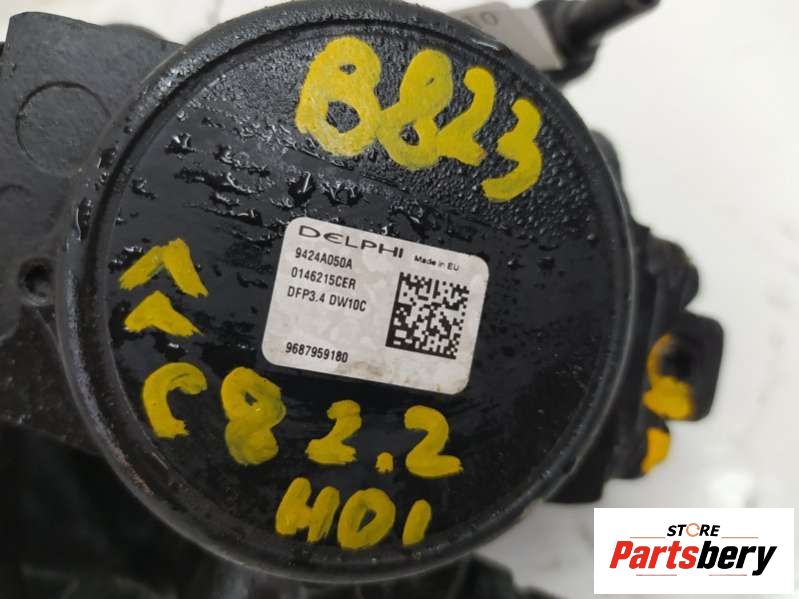 B823
DELPHI Made in EU
9424A050A
0146215CER
DFP3.4 DW10C
9687959180
<<
C8 2.2
HDI
STORE
Partsbery